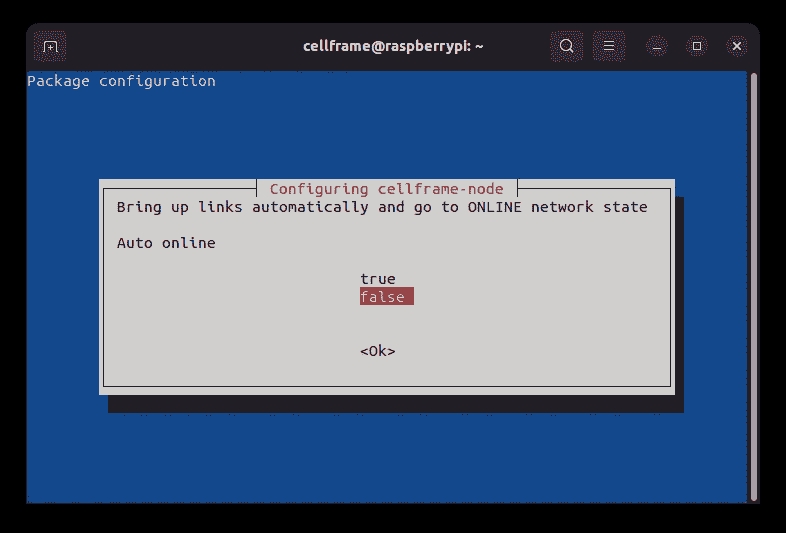 cellframe@raspberrypi: ~
Package configuration
Configuring cellframe-node
Bring up links automatically and go to ONLINE network state
Auto online
true
false
<Ok>